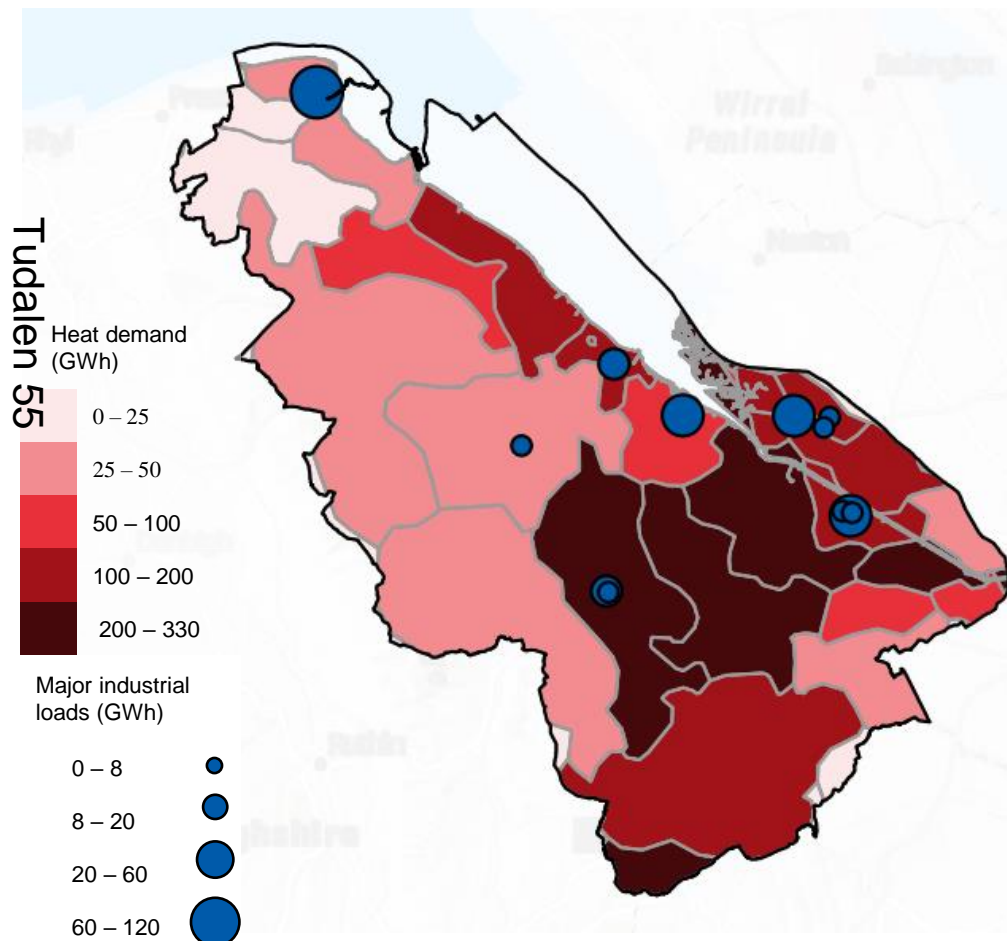 Wirral
Peninsula
Tudalen 55
Heat demand
(GWh)
0 – 25
25 – 50
50 – 100
100 – 200
200 – 330
Major industrial
loads (GWh)
0 – 8
8 – 20
20 – 60
60 – 120